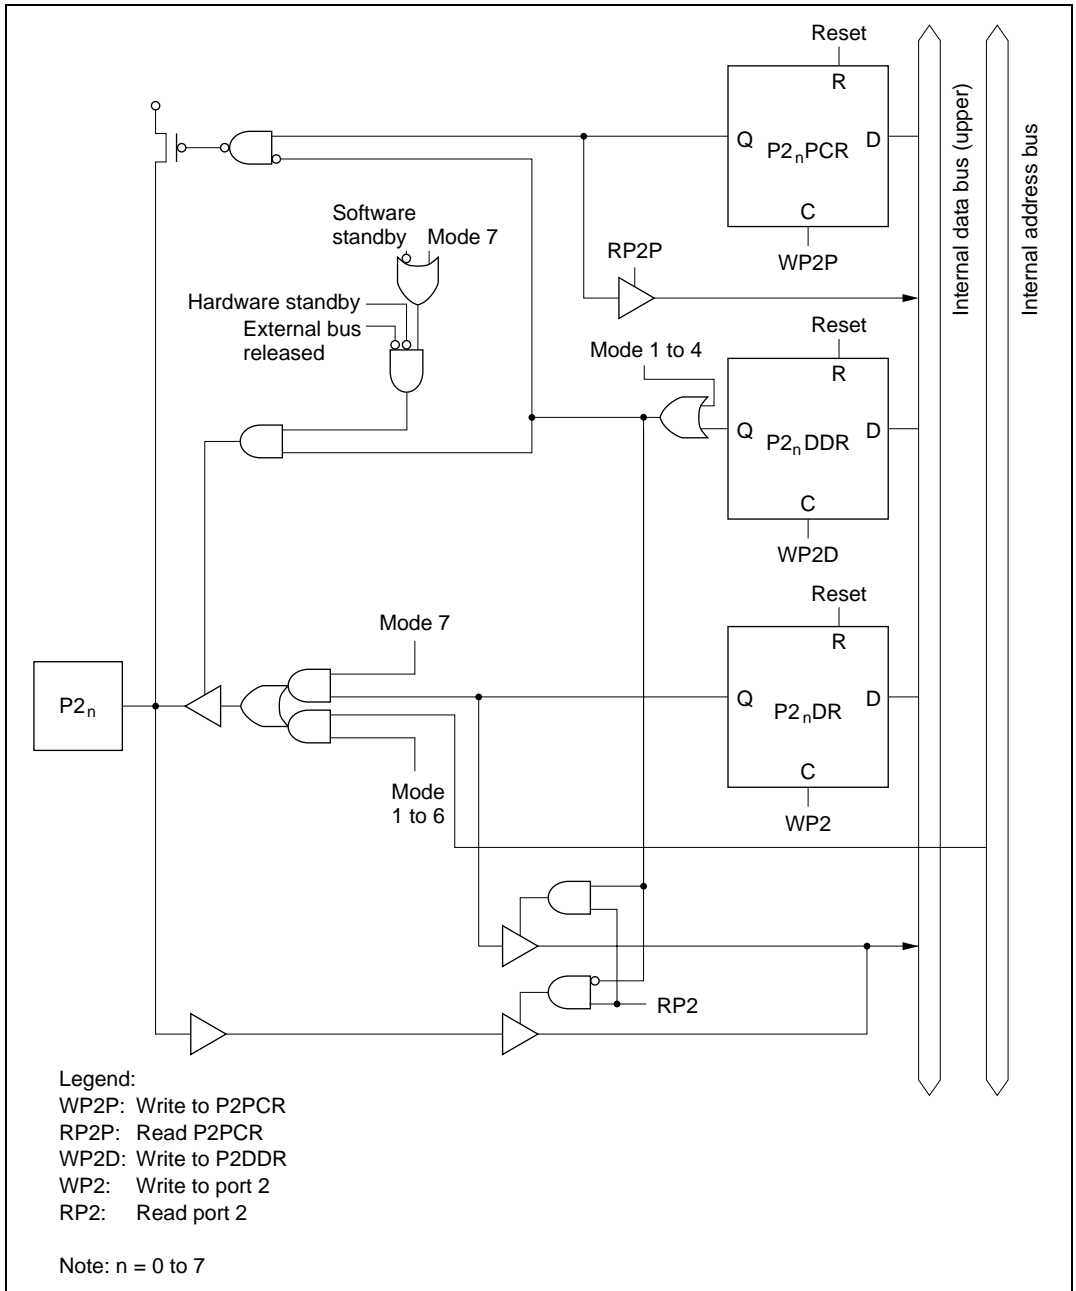 Reset
R
Q
P2nPCR
D
C
WP2P
Internal data bus (upper)
Internal address bus
Software
standby
Mode 7
RP2P
Hardware standby
External bus
released
Reset
Mode 1 to 4
R
Q
P2nDDR
D
C
WP2D
Reset
Mode 7
R
P2n
Q
P2nDR
D
C
Mode
1 to 6
WP2
RP2
Legend:
WP2P: Write to P2PCR
RP2P: Read P2PCR
WP2D: Write to P2DDR
WP2: Write to port 2
RP2: Read port 2
Note: n = 0 to 7